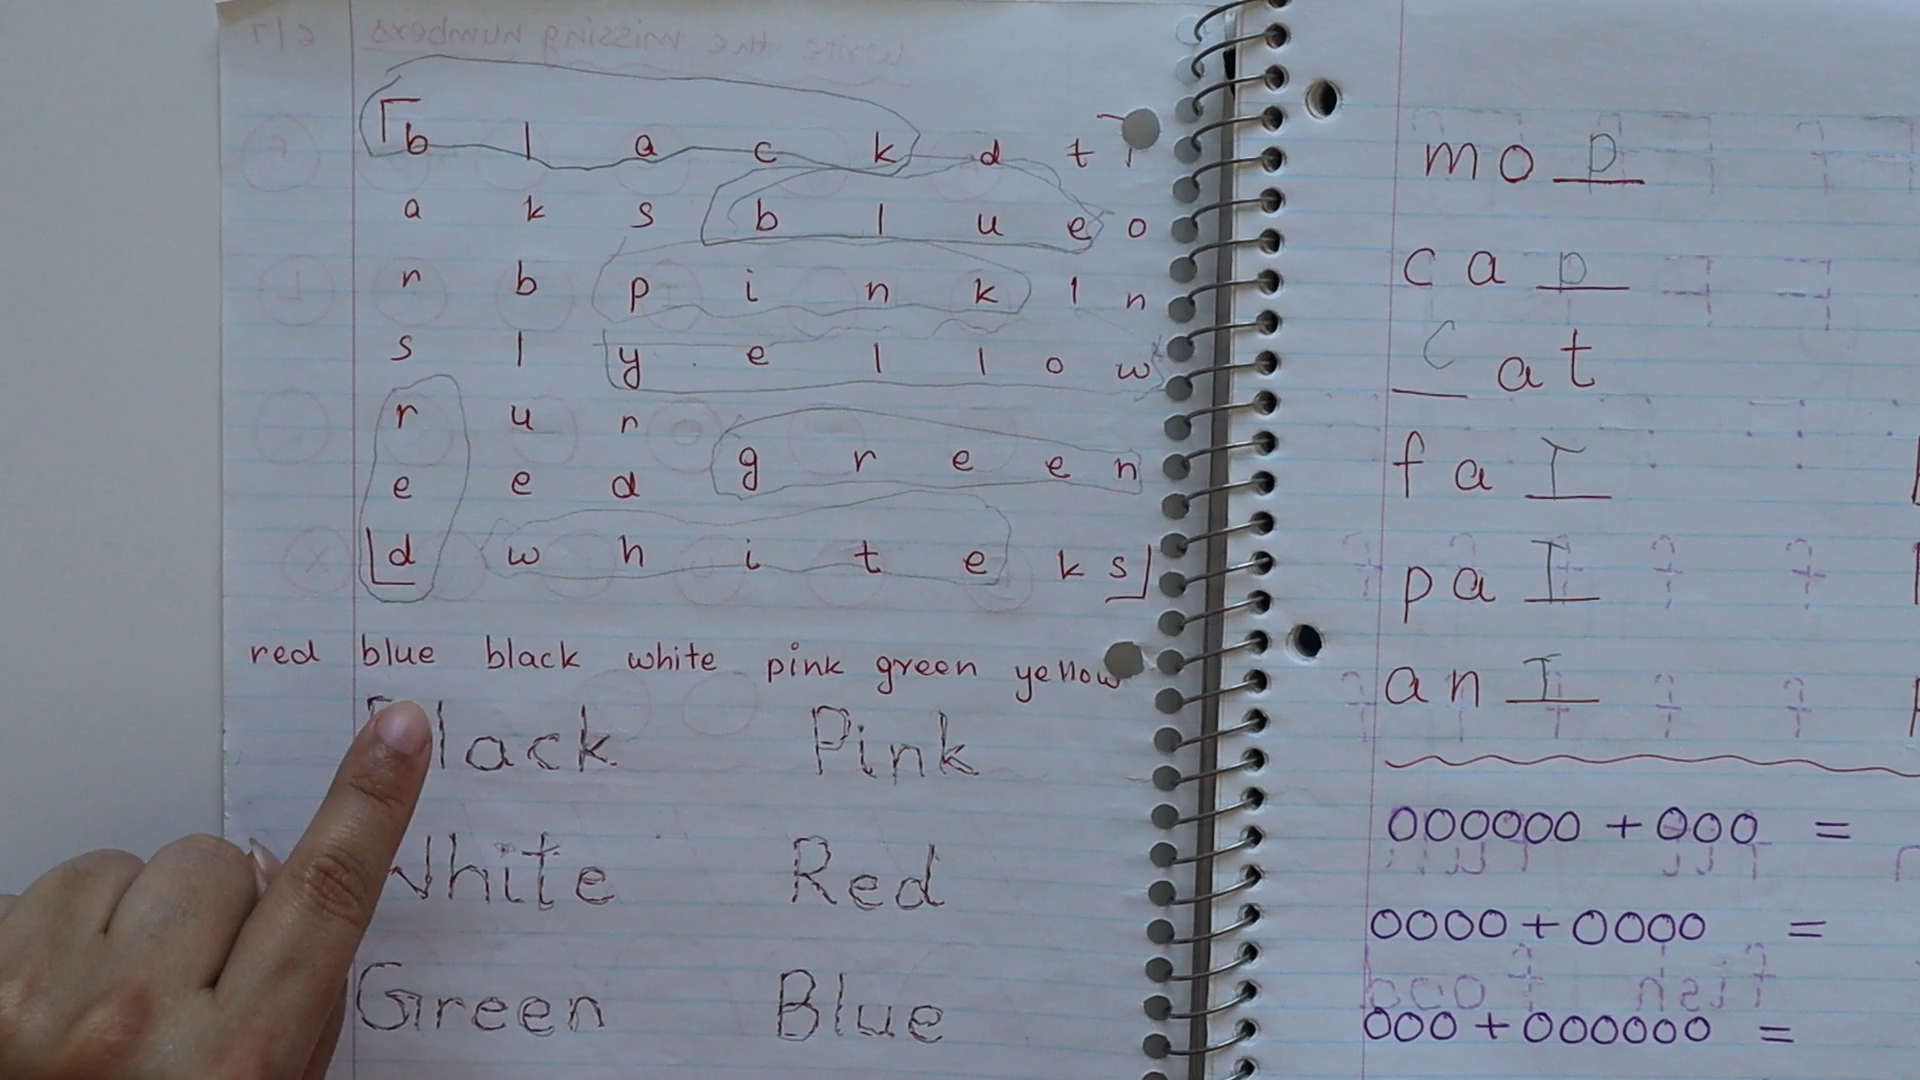 b l a c k d t
a k s b l u e o
r b p i n k l n
s l y e l l o w
r u n
g r e e n
e e d
d w h i t e k s
red blue black white pink green yellow
lack Pink
White Red
Green Blue
mo p
ca p
C at
fa I
pa I
an I
000000 + 000 =
0000 + 0000 =
000 + 000000 =